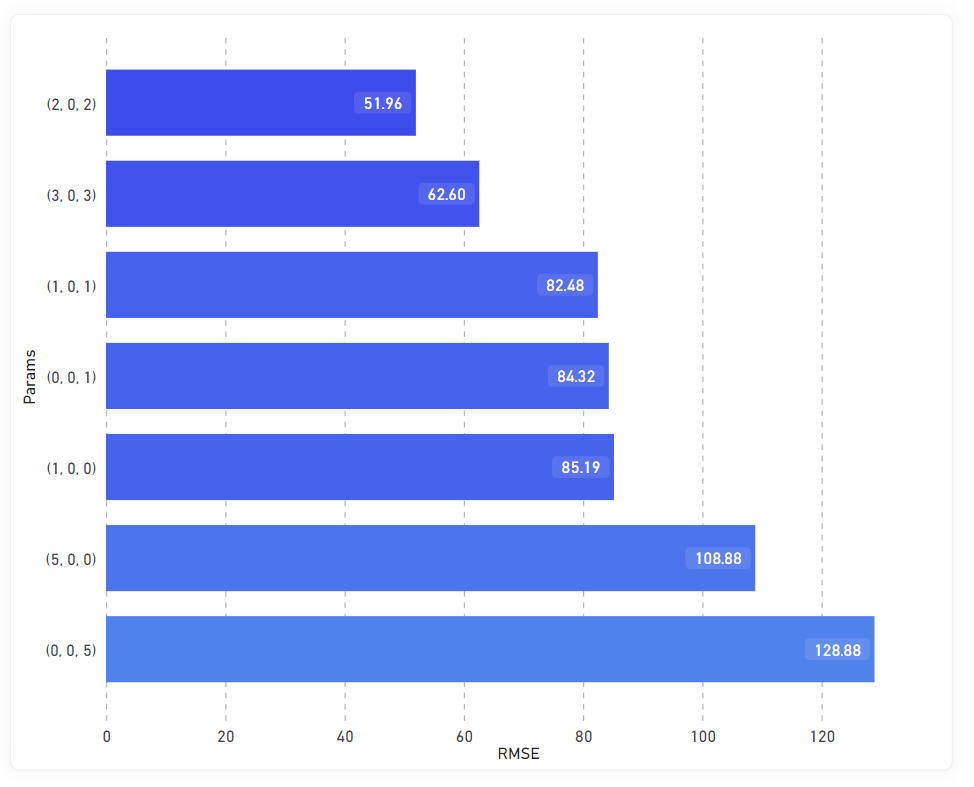 Params
(2, 0, 2) 51.96
(3, 0, 3) 62.60
(1, 0, 1) 82.48
(0, 0, 1) 84.32
(1, 0, 0) 85.19
(5, 0, 0) 108.88
(0, 0, 5) 128.88
0 20 40 60 80 100 120
RMSE